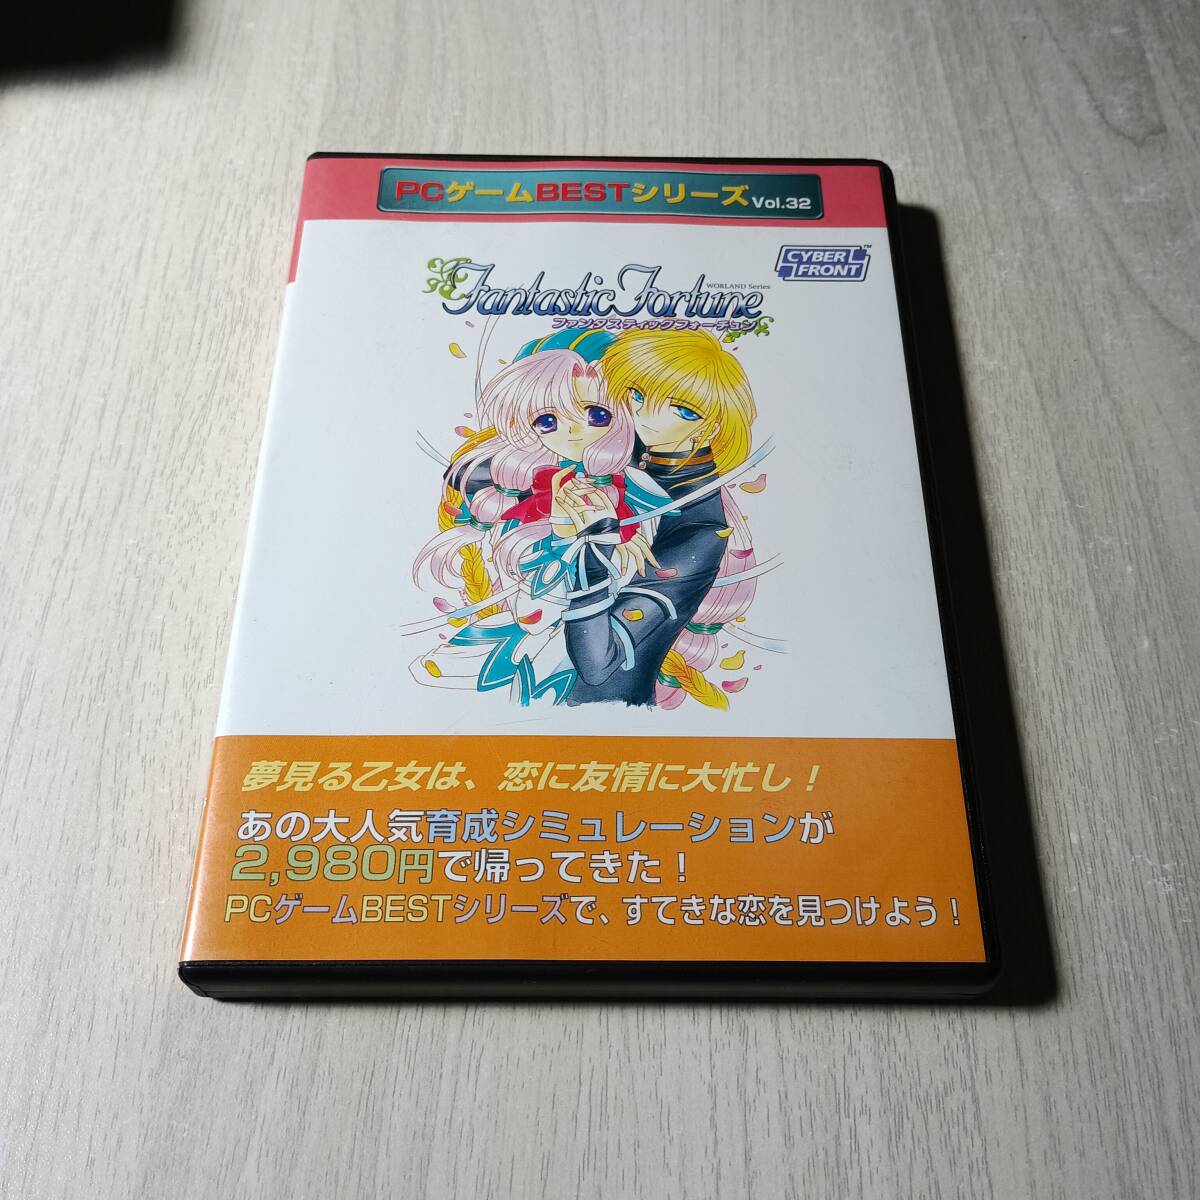 PCゲームBESTシリーズ Vol.32
CYBER FRONT™
Fantastic Fortune
WORLAND Series
ファンタスティックフォーチュン
夢見る乙女は、恋に友情に大忙し！
あの大人気育成シミュレーションが
2,980円で帰ってきた！
PCゲームBESTシリーズで、すてきな恋を見つけよう！